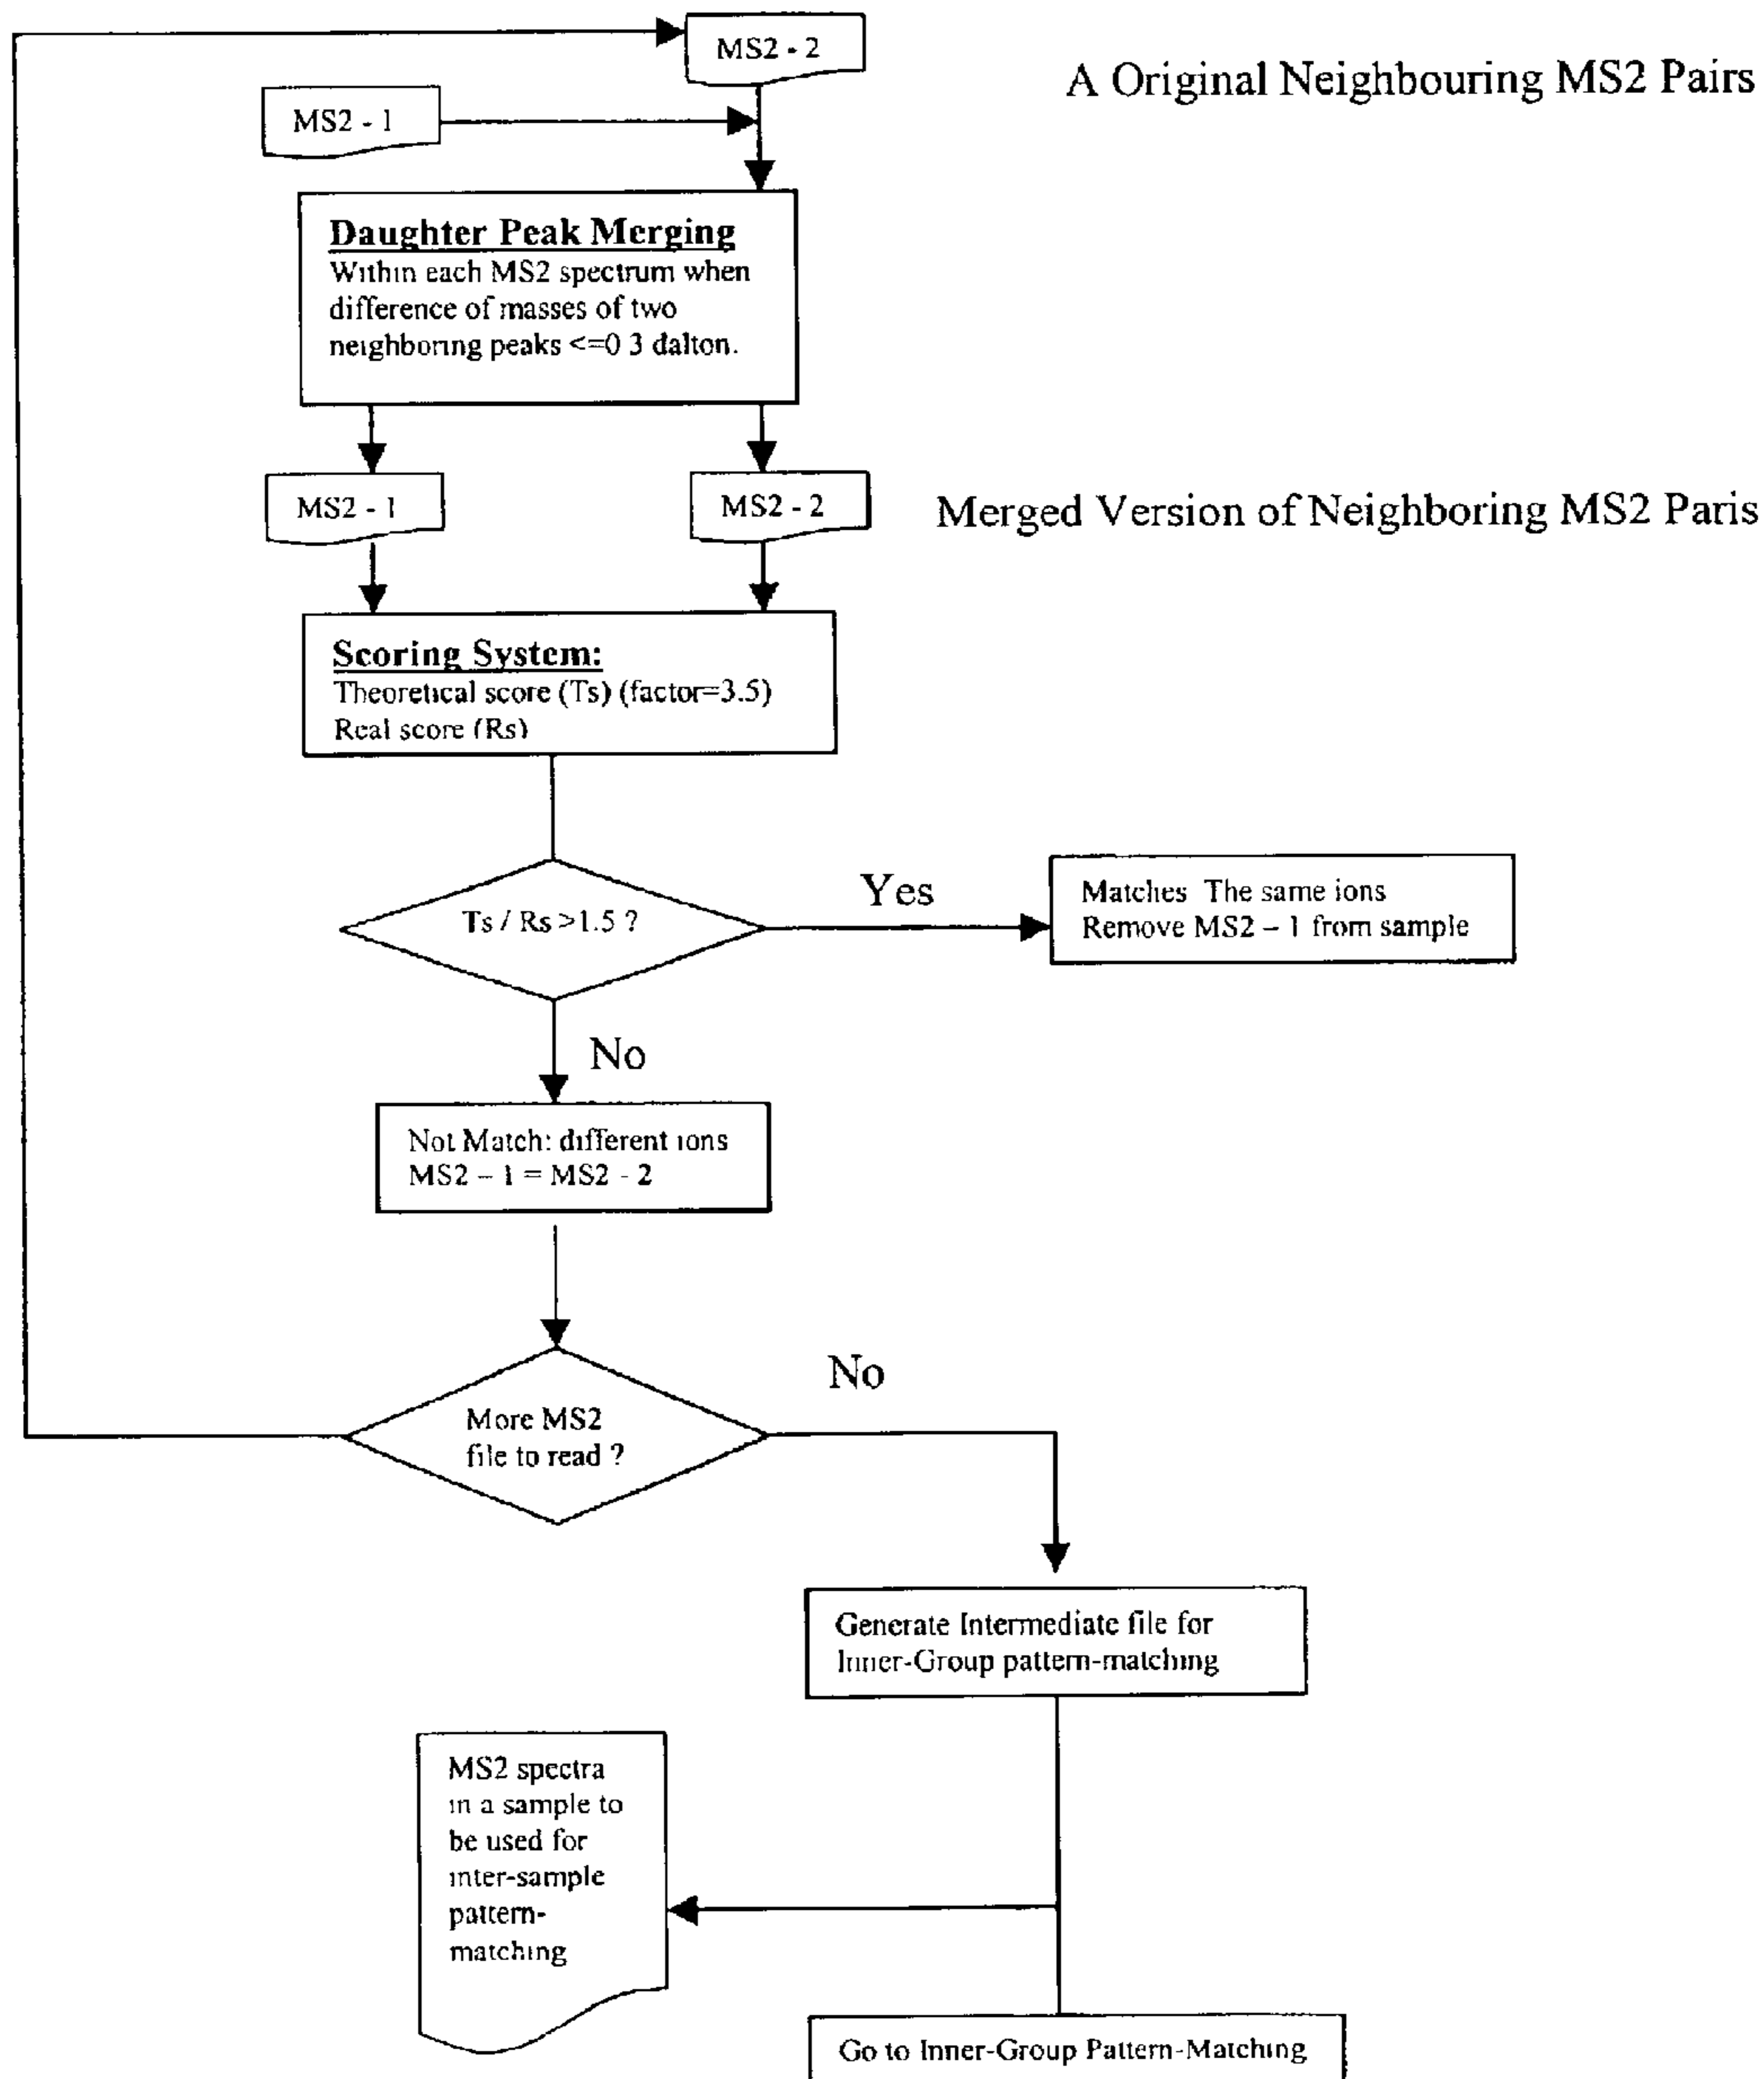 MS2 - 2
A Original Neighbouring MS2 Pairs
MS2 - 1
Daughter Peak Merging
Within each MS2 spectrum when
difference of masses of two
neighboring peaks <=0 3 dalton.
MS2 - 1
MS2 - 2
Merged Version of Neighboring MS2 Paris
Scoring System:
Theoretical score (Ts) (factor=3.5)
Real score (Rs)
Ts / Rs >1.5 ?
Yes
Matches The same ions
Remove MS2 – 1 from sample
No
Not Match: different ions
MS2 – 1 = MS2 - 2
More MS2
file to read ?
No
Generate Intermediate file for
Inner-Group pattern-matching
MS2 spectra
in a sample to
be used for
inter-sample
pattern-
matching
Go to Inner-Group Pattern-Matching